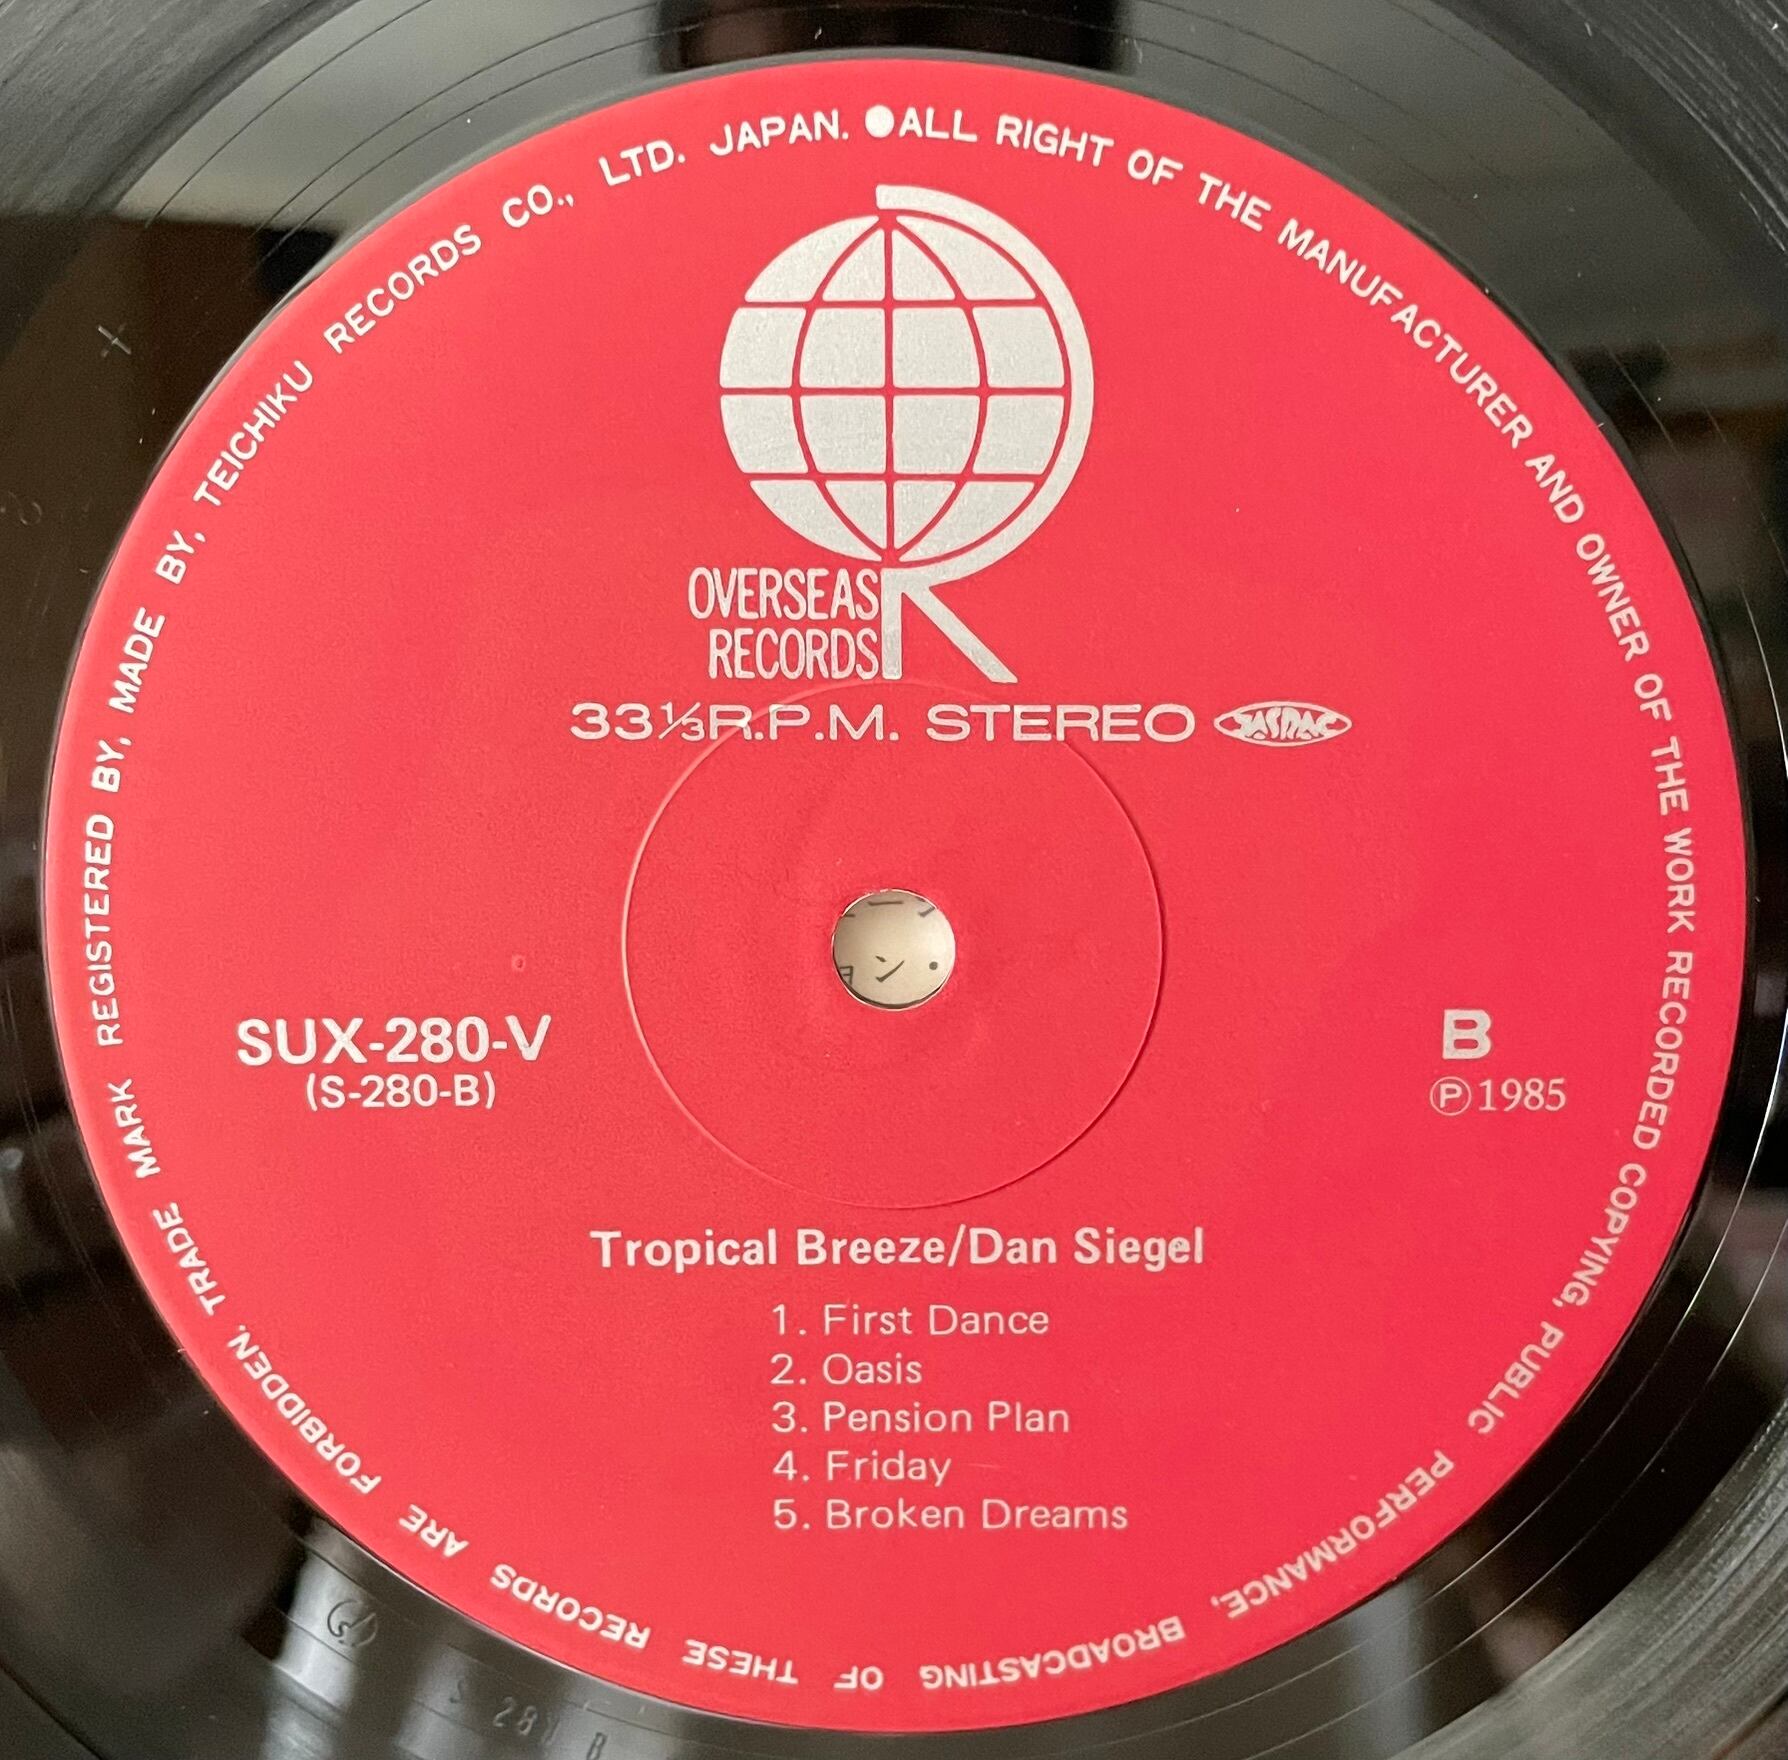 ●ALL RIGHT OF THE MANUFACTURER AND OWNER OF THE WORK RECORDED COPYING, PUBLIC PERFORMANCE, BROADCASTING OF THESE RECORDS ARE FORBIDDEN. TRADE MARK REGISTERED BY, MADE BY, TEICHIKU RECORDS CO., LTD. JAPAN.
OVERSEAS
RECORDS
33⅓R.P.M. STEREO JASRAC
ン・
SUX-280-V
(S-280-B)
B
Ⓟ1985
Tropical Breeze/Dan Siegel
1. First Dance
2. Oasis
3. Pension Plan
4. Friday
5. Broken Dreams